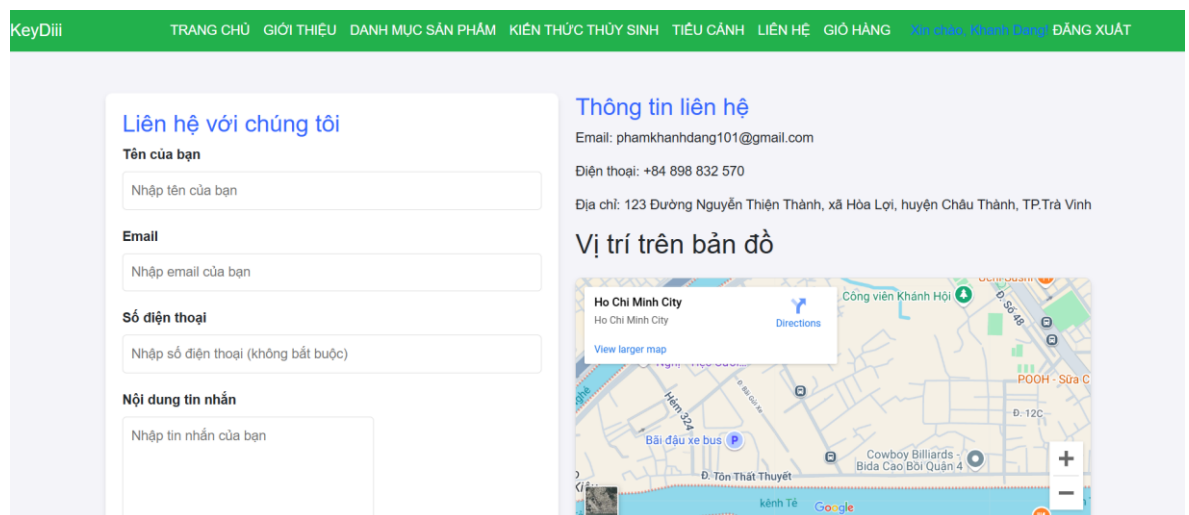 KeyDiii
TRANG CHỦ GIỚI THIỆU DANH MỤC SẢN PHẨM KIẾN THỨC THỦY SINH TIỂU CẢNH LIÊN HỆ GIỎ HÀNG Xin chào, Khanh Dang! ĐĂNG XUẤT
Liên hệ với chúng tôi
Tên của bạn
Nhập tên của bạn
Email
Nhập email của bạn
Số điện thoại
Nhập số điện thoại (không bắt buộc)
Nội dung tin nhắn
Nhập tin nhắn của bạn
Thông tin liên hệ
Email: phamkhanhdang101@gmail.com
Điện thoại: +84 898 832 570
Địa chỉ: 123 Đường Nguyễn Thiện Thành, xã Hòa Lợi, huyện Châu Thành, TP.Trà Vinh
Vị trí trên bản đồ
Ho Chi Minh City
Ho Chi Minh City
Directions
View larger map
Công viên Khánh Hội
Đ. Số 48
POOH - Sữa C
Đ. 12C
Hẻm 324
Bãi đậu xe bus
P
Cowboy Billiards -
Bida Cao Bồi Quận 4
Đ. Tôn Thất Thuyết
kênh Tẻ
Google
+
−